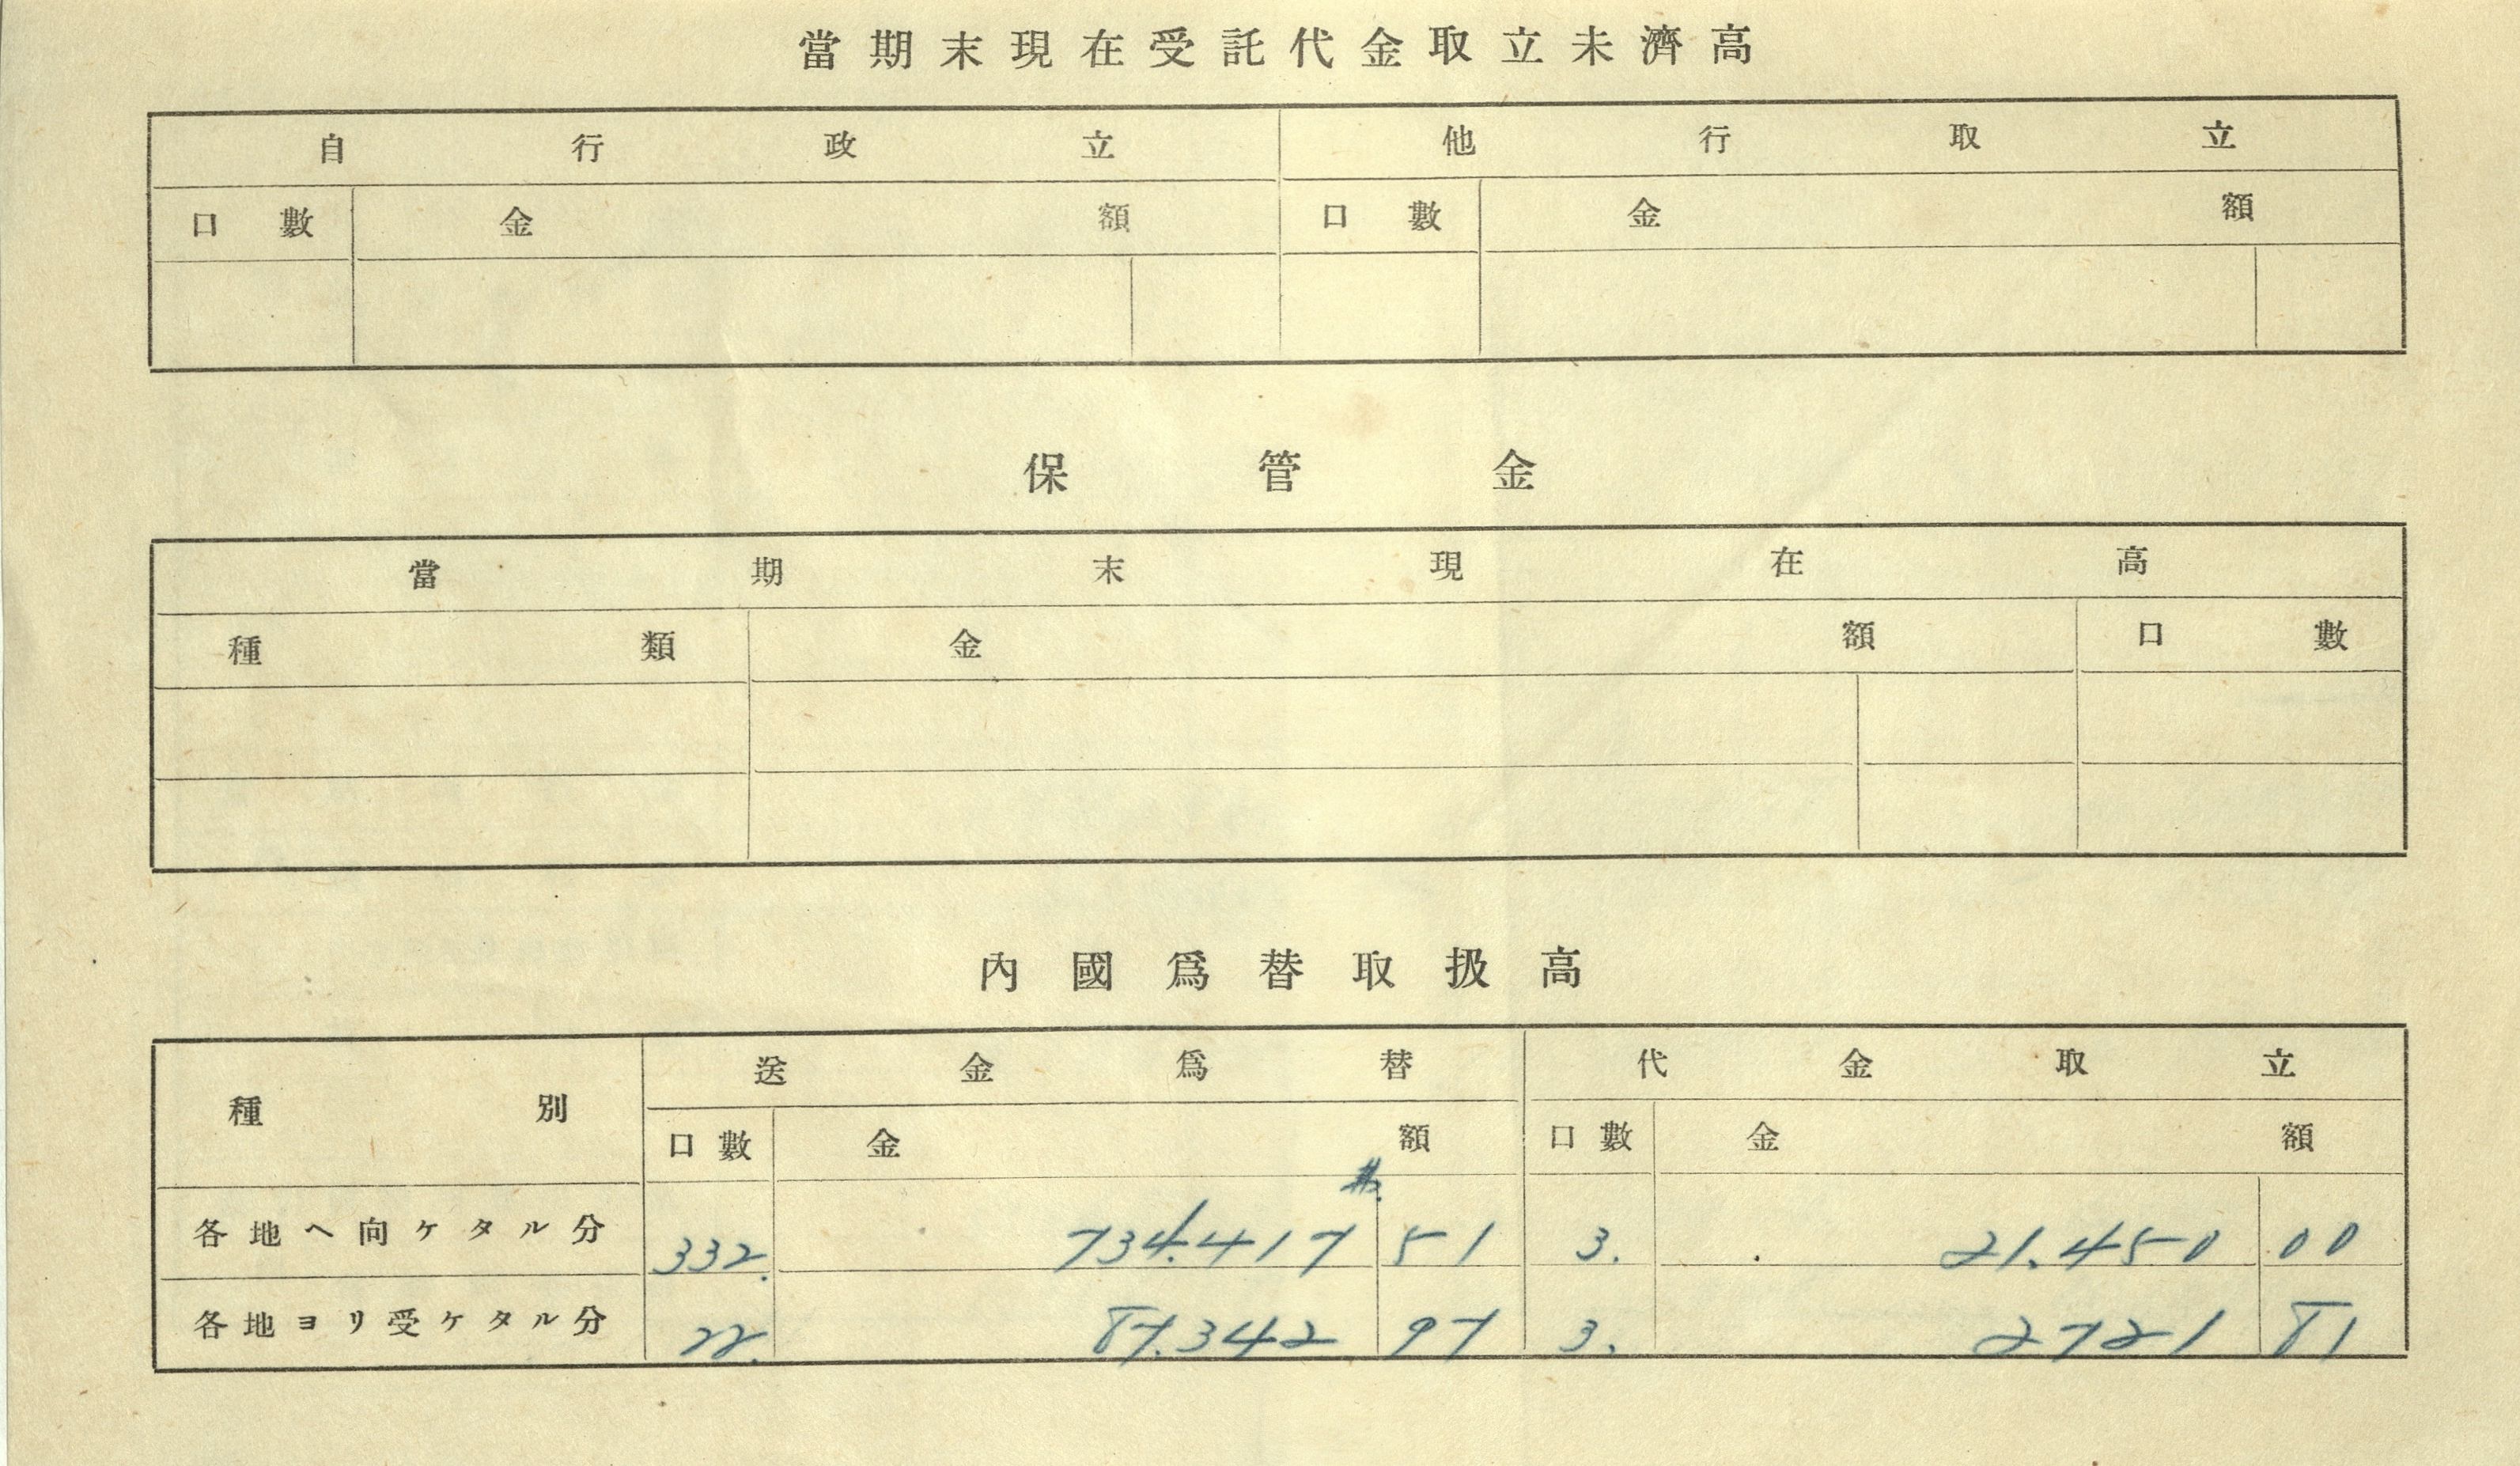 當期末現在受託代金取立未濟高
自行政立 他行取立
口數 金額 口數 金額
保管金
當期末現在高
種類 金額 口數
內國爲替取扱高
種別 送金爲替 代金取立
口數 金額 口數 金額
各地ヘ向ケタル分 332. 734.417 51 3. 21.450 00
各地ヨリ受ケタル分 22. 87.342 97 3. 2721 81